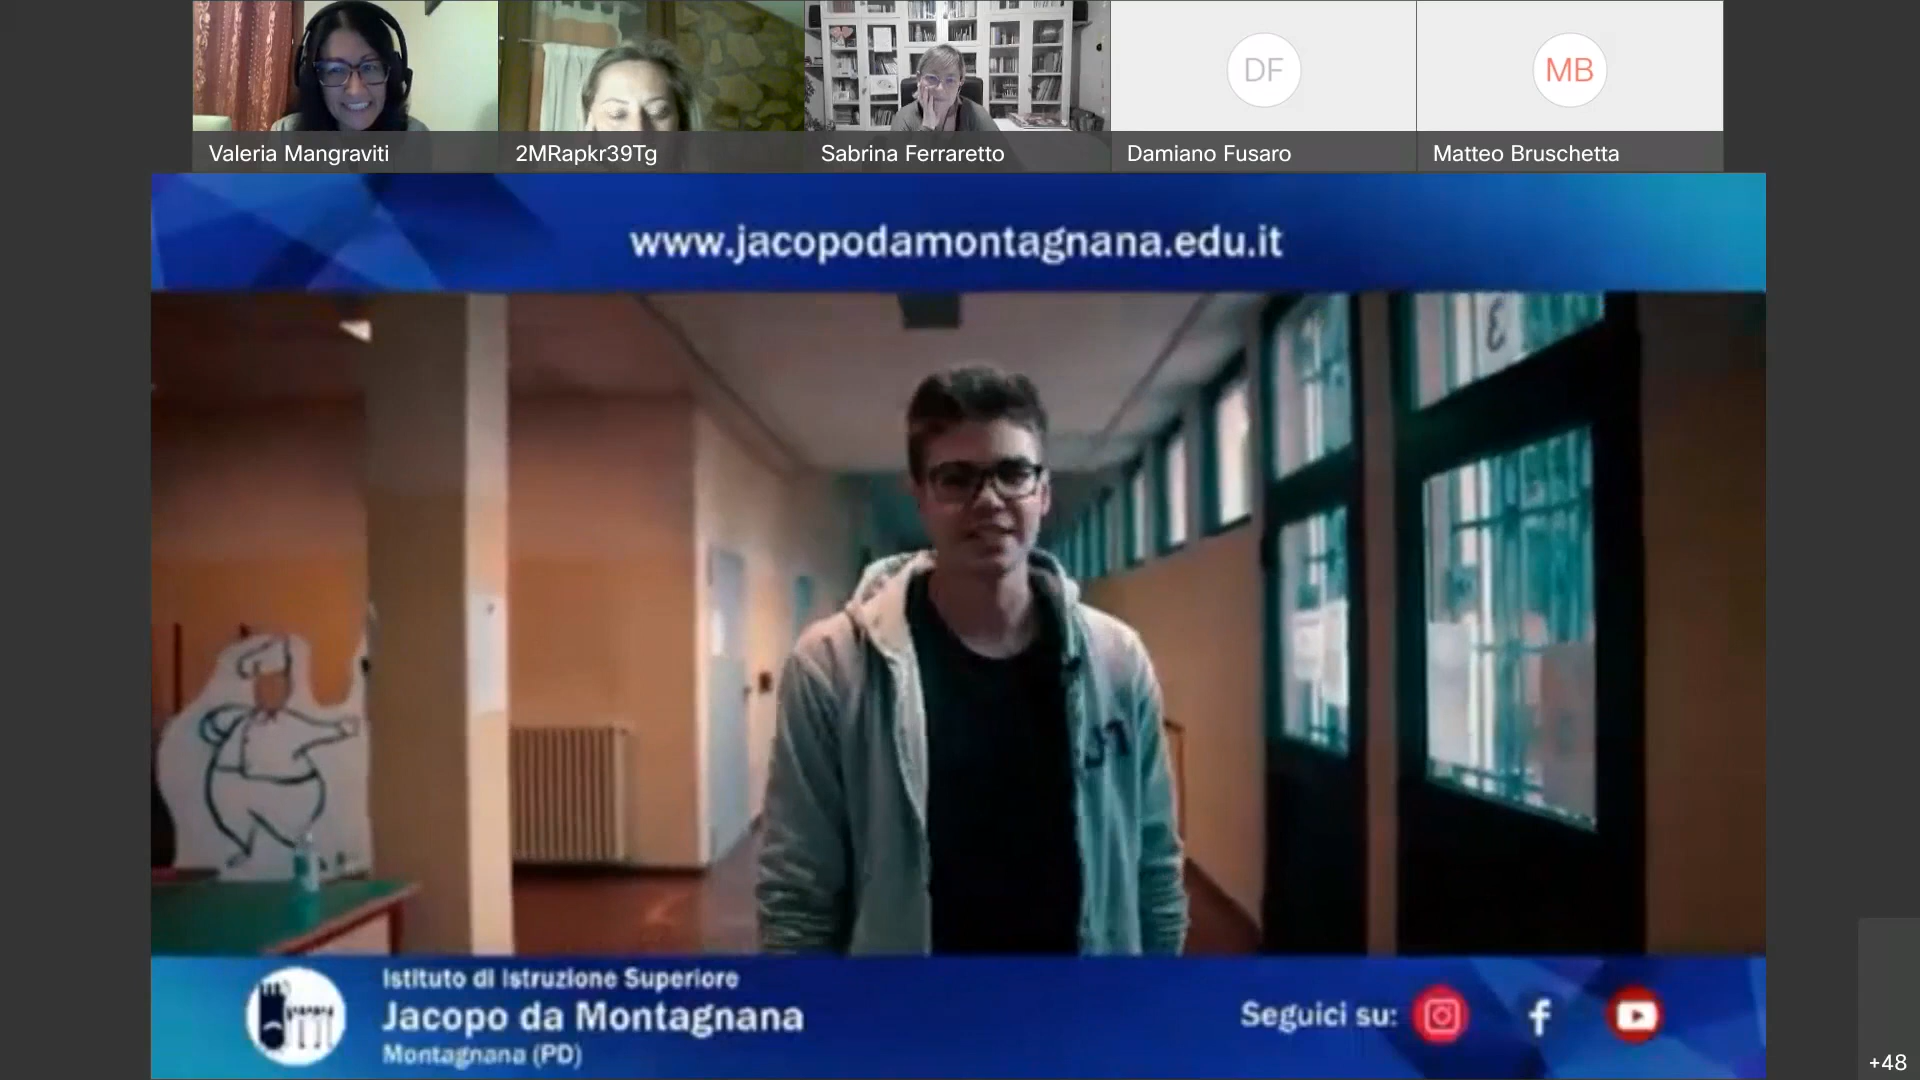 Valeria Mangraviti
2MRapkr39Tg
Sabrina Ferraretto
DF
Damiano Fusaro
MB
Matteo Bruschetta
www.jacopodamontagnana.edu.it
3
Istituto di Istruzione Superiore
Jacopo da Montagnana
Montagnana (PD)
Seguici su:
+48